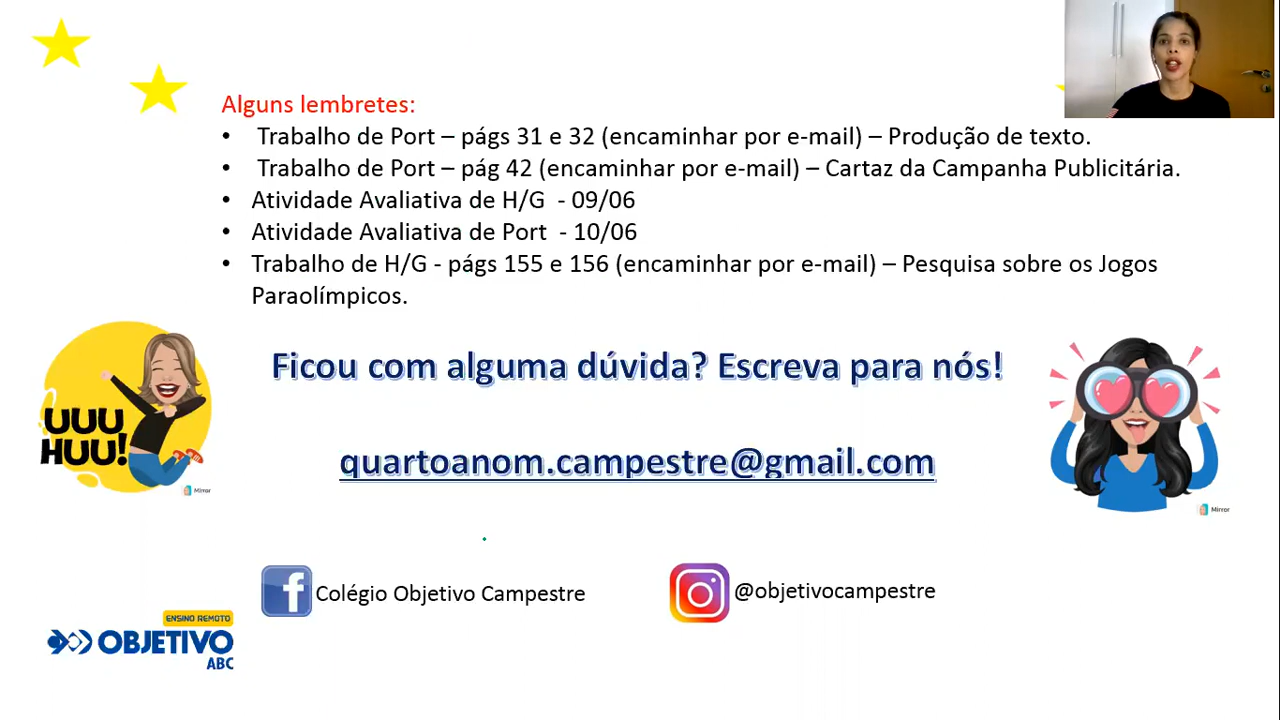 Alguns lembretes:
• Trabalho de Port – págs 31 e 32 (encaminhar por e-mail) – Produção de texto.
• Trabalho de Port – pág 42 (encaminhar por e-mail) – Cartaz da Campanha Publicitária.
• Atividade Avaliativa de H/G - 09/06
• Atividade Avaliativa de Port - 10/06
• Trabalho de H/G - págs 155 e 156 (encaminhar por e-mail) – Pesquisa sobre os Jogos
Paraolímpicos.
Ficou com alguma dúvida? Escreva para nós!
UUU
HUU!
Mirror
quartoanom.campestre@gmail.com
Mirror
Colégio Objetivo Campestre
@objetivocampestre
ENSINO REMOTO
OBJETIVO
ABC